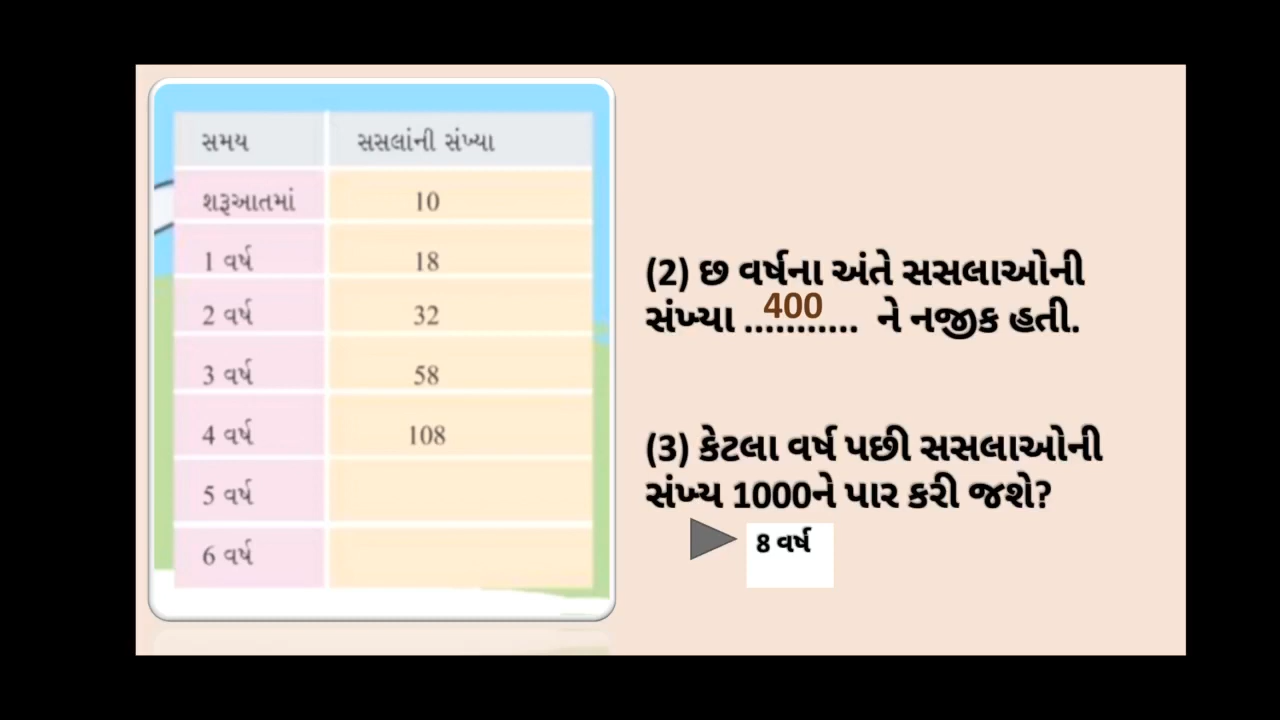 સમય સસલાંની સંખ્યા
શરૂઆતમાં 10
1 વર્ષ 18
2 વર્ષ 32
3 વર્ષ 58
4 વર્ષ 108
5 વર્ષ
6 વર્ષ
(2) છ વર્ષના અંતે સસલાઓની
સંખ્યા ....400.... ને નજીક હતી.
(3) કેટલા વર્ષ પછી સસલાઓની
સંખ્ય 1000ને પાર કરી જશે?
8 વર્ષ